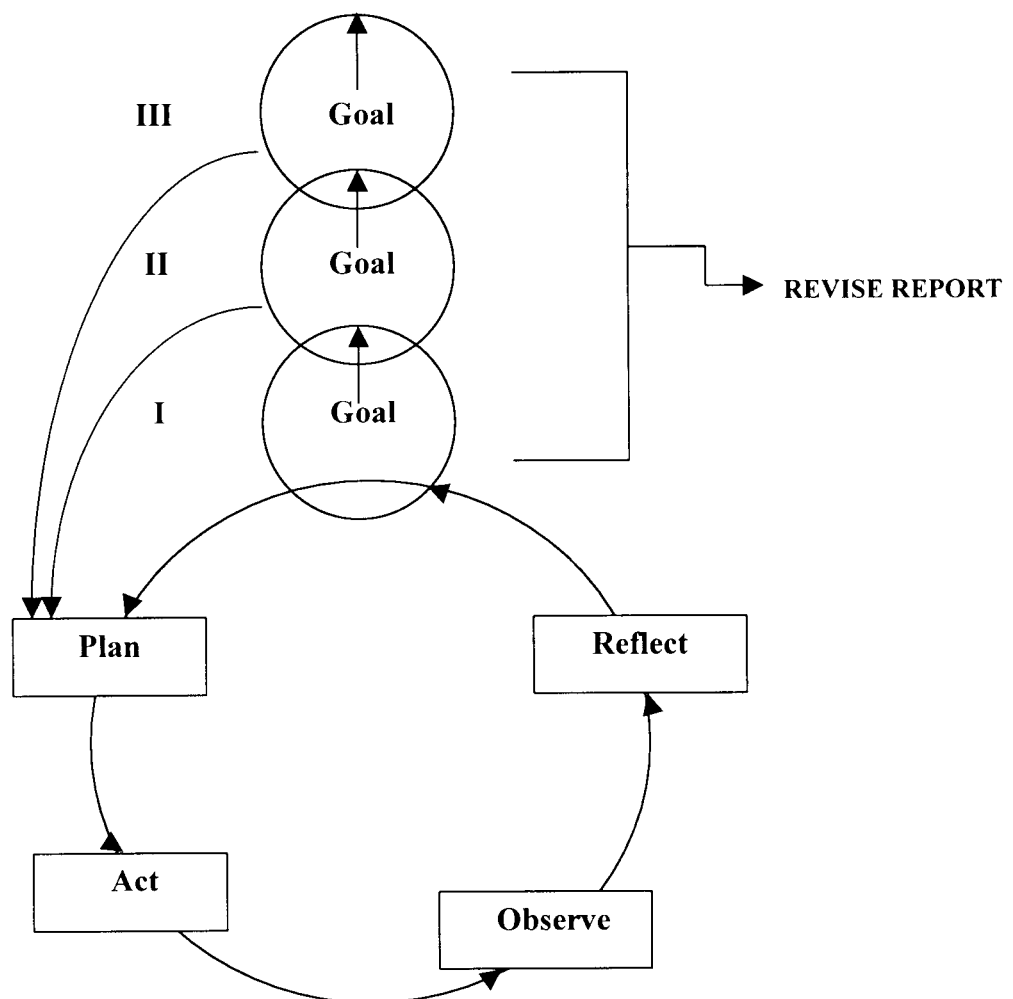 III
Goal
II
Goal
REVISE REPORT
I
Goal
Plan
Reflect
Act
Observe